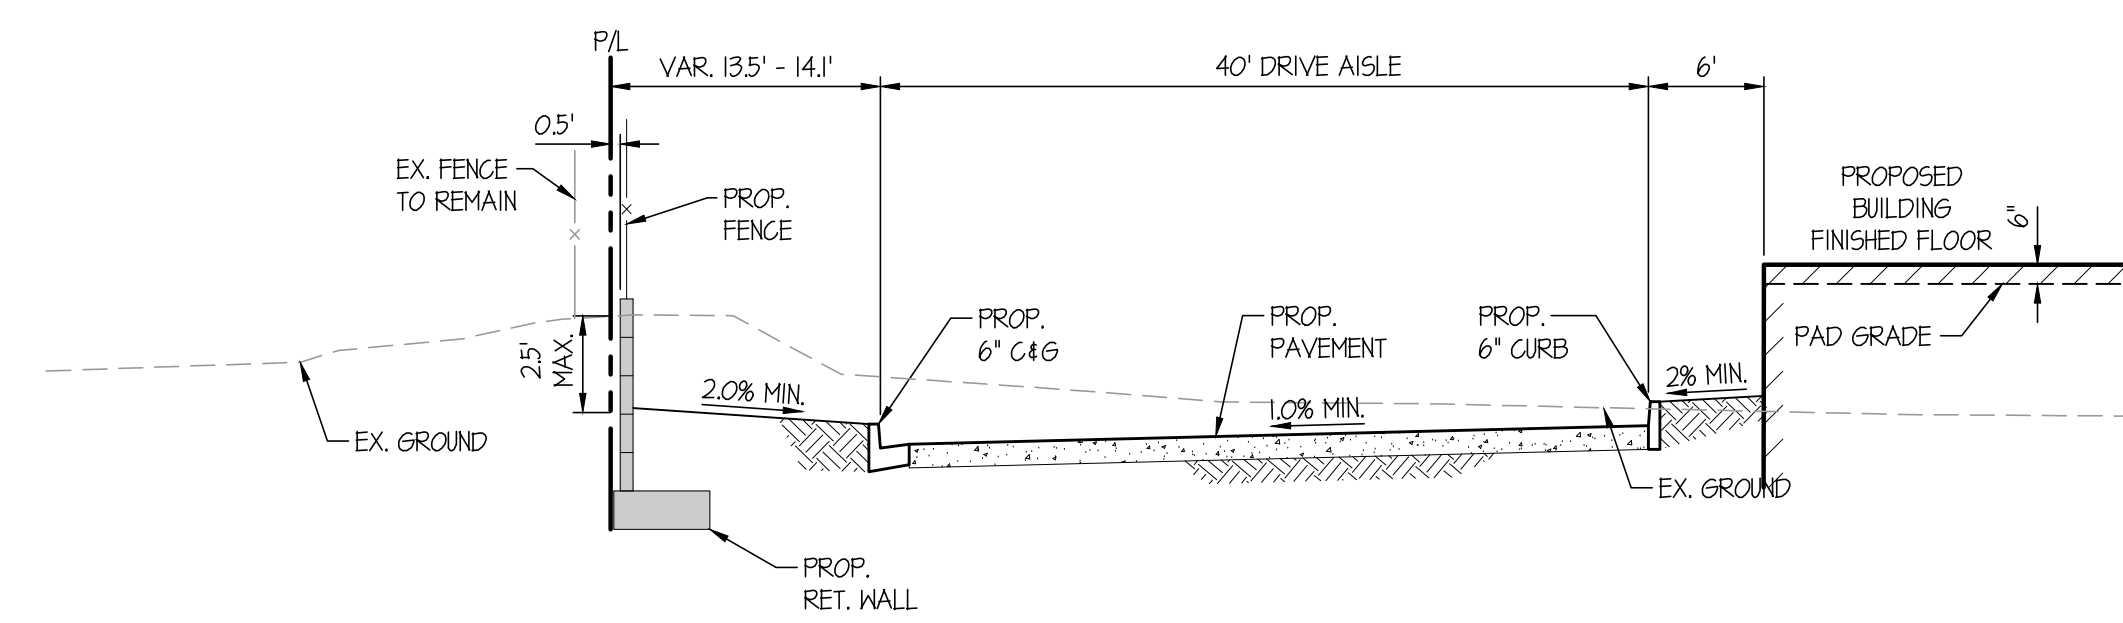 P/L
VAR. 13.5' - 14.1'
40' DRIVE AISLE
6'
0.5'
EX. FENCE
TO REMAIN
PROP.
FENCE
PROPOSED
BUILDING
FINISHED FLOOR
6"
2.5'
MAX.
PROP.
6" C&G
PROP.
PAVEMENT
PROP.
6" CURB
PAD GRADE
2.0% MIN.
1.0% MIN.
2% MIN.
EX. GROUND
EX. GROUND
PROP.
RET. WALL